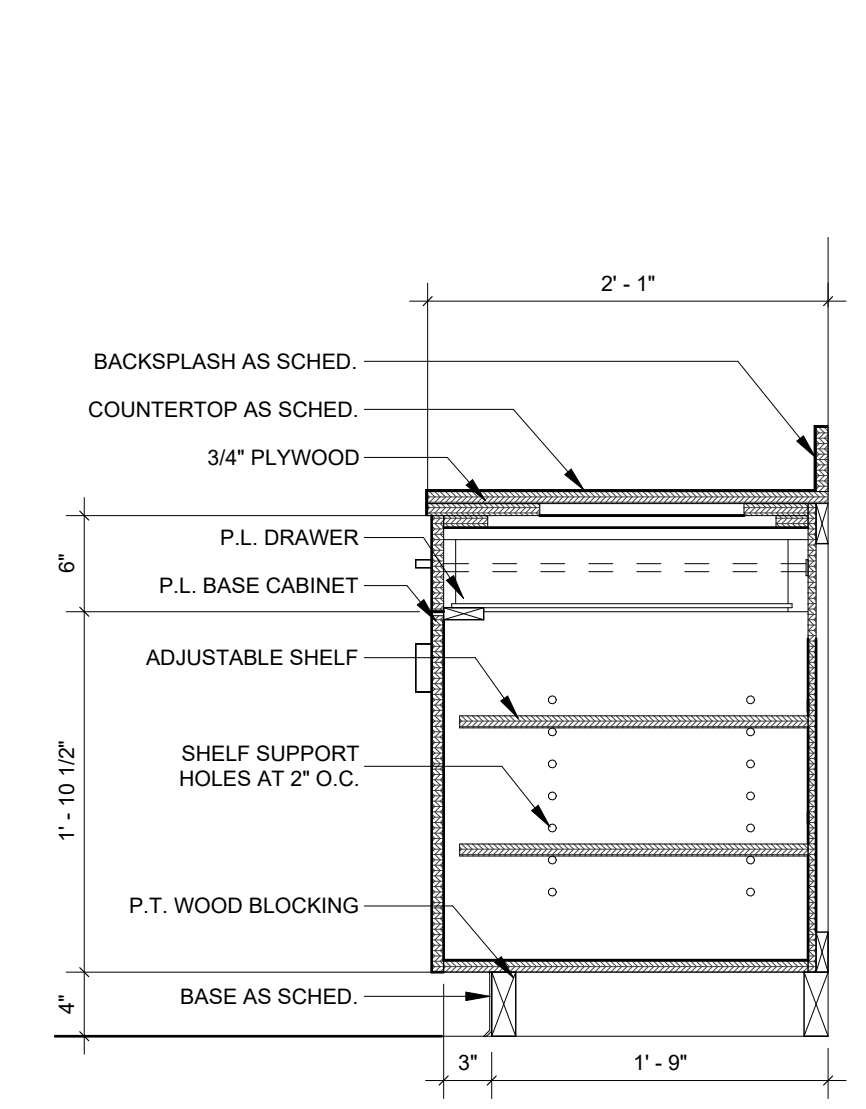 2' - 1"
BACKSPLASH AS SCHED.
COUNTERTOP AS SCHED.
3/4" PLYWOOD
6"
P.L. DRAWER
P.L. BASE CABINET
ADJUSTABLE SHELF
1' - 10 1/2"
SHELF SUPPORT
HOLES AT 2" O.C.
P.T. WOOD BLOCKING
4"
BASE AS SCHED.
3"
1' - 9"